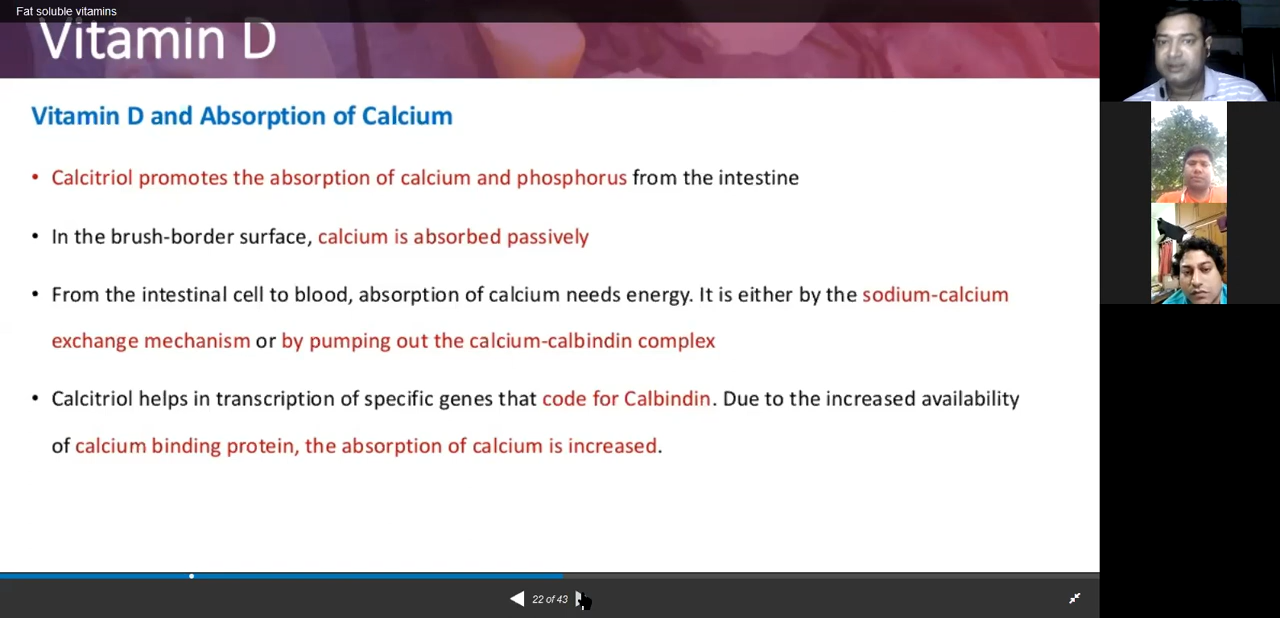 Fat soluble vitamins
Vitamin D
Vitamin D and Absorption of Calcium
• Calcitriol promotes the absorption of calcium and phosphorus from the intestine
• In the brush-border surface, calcium is absorbed passively
• From the intestinal cell to blood, absorption of calcium needs energy. It is either by the sodium-calcium
exchange mechanism or by pumping out the calcium-calbindin complex
• Calcitriol helps in transcription of specific genes that code for Calbindin. Due to the increased availability
of calcium binding protein, the absorption of calcium is increased.
22 of 43